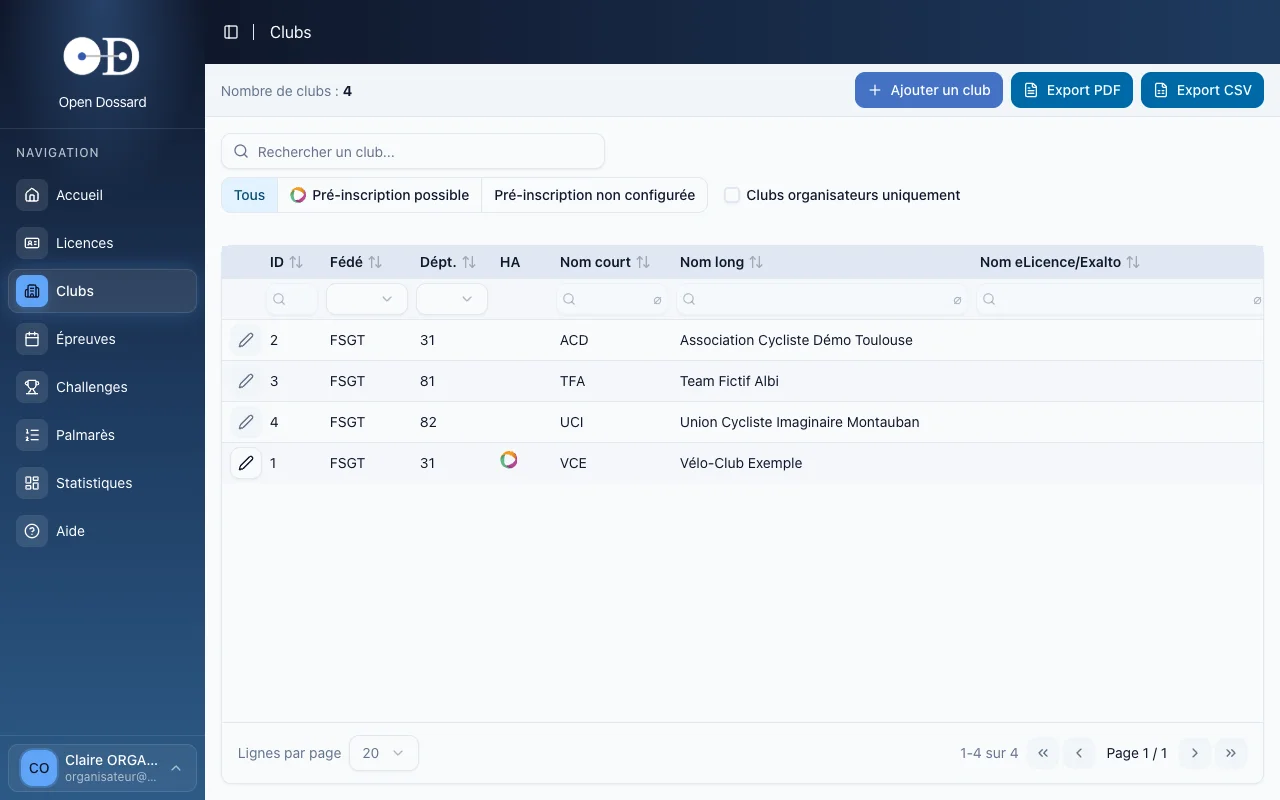 Open Dossard
NAVIGATION
Accueil
Licences
Clubs
Épreuves
Challenges
Palmarès
Statistiques
Aide
CO
Claire ORGA...
organisateur@...
Clubs
Nombre de clubs : 4
Ajouter un club
Export PDF
Export CSV
Rechercher un club...
Tous
Pré-inscription possible
Pré-inscription non configurée
Clubs organisateurs uniquement
ID Fédé Dépt. HA Nom court Nom long Nom eLicence/Exalto
2 FSGT 31 ACD Association Cycliste Démo Toulouse
3 FSGT 81 TFA Team Fictif Albi
4 FSGT 82 UCI Union Cycliste Imaginaire Montauban
1 FSGT 31 VCE Vélo-Club Exemple
Lignes par page 20
1-4 sur 4
Page 1 / 1